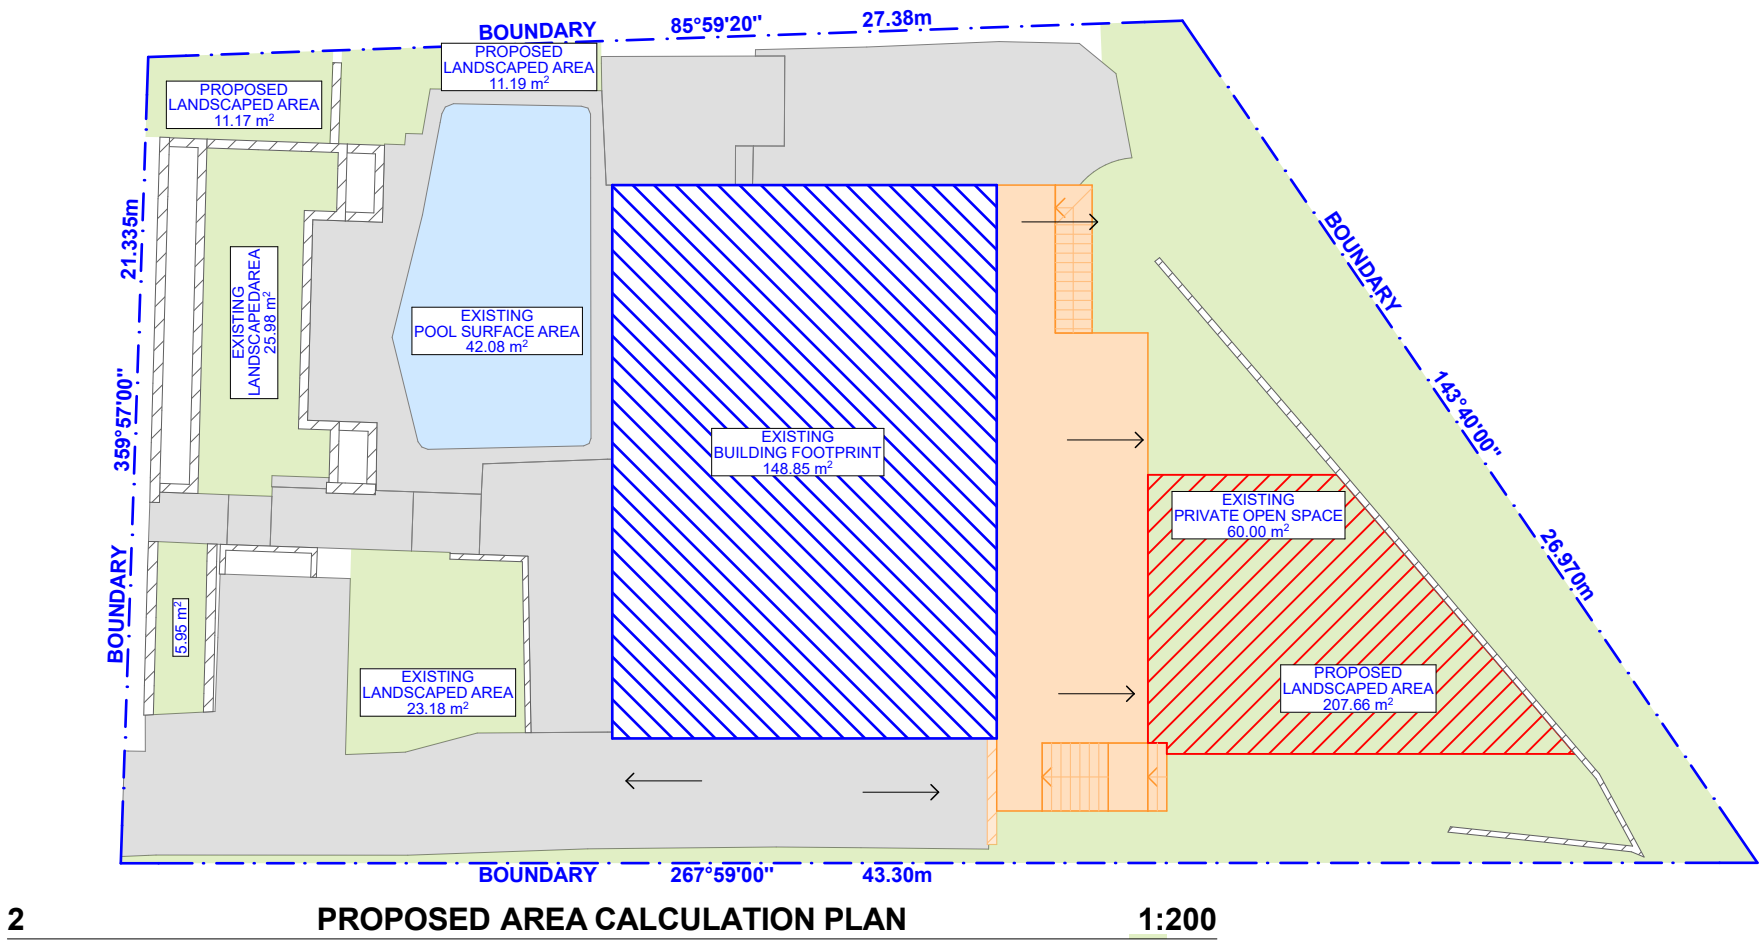 BOUNDARY 85°59'20" 27.38m
PROPOSED
LANDSCAPED AREA
11.19 m²
PROPOSED
LANDSCAPED AREA
11.17 m²
21.335m
359°57'00"
BOUNDARY
EXISTING
LANDSCAPEDAREA
25.98 m²
EXISTING
POOL SURFACE AREA
42.08 m²
EXISTING
BUILDING FOOTPRINT
148.85 m²
BOUNDARY
143°40'00"
26.970m
EXISTING
PRIVATE OPEN SPACE
60.00 m²
5.95 m²
EXISTING
LANDSCAPED AREA
23.18 m²
PROPOSED
LANDSCAPED AREA
207.66 m²
BOUNDARY 267°59'00" 43.30m
2 PROPOSED AREA CALCULATION PLAN 1:200